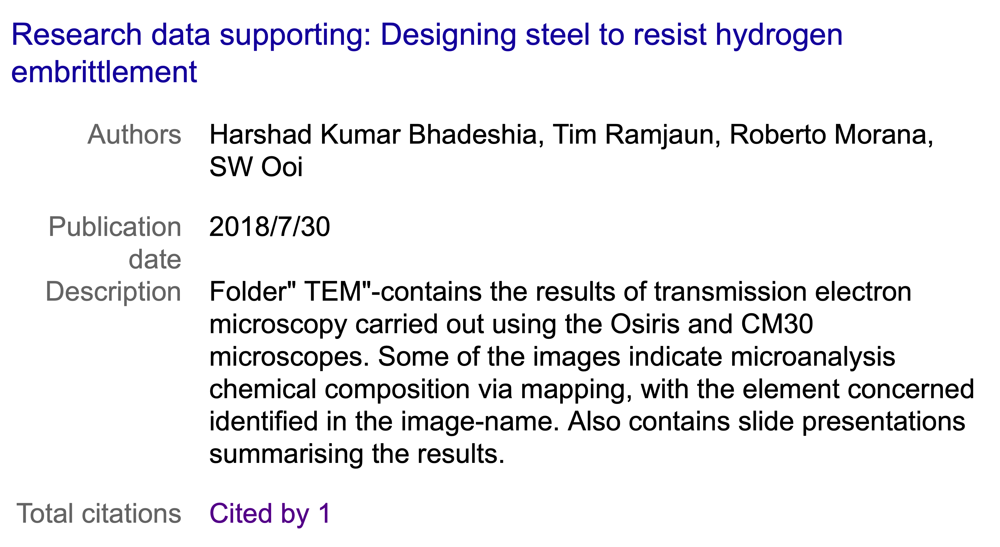 Research data supporting: Designing steel to resist hydrogen
embrittlement
Authors Harshad Kumar Bhadeshia, Tim Ramjaun, Roberto Morana,
SW Ooi
Publication 2018/7/30
date
Description Folder" TEM"-contains the results of transmission electron
microscopy carried out using the Osiris and CM30
microscopes. Some of the images indicate microanalysis
chemical composition via mapping, with the element concerned
identified in the image-name. Also contains slide presentations
summarising the results.
Total citations Cited by 1